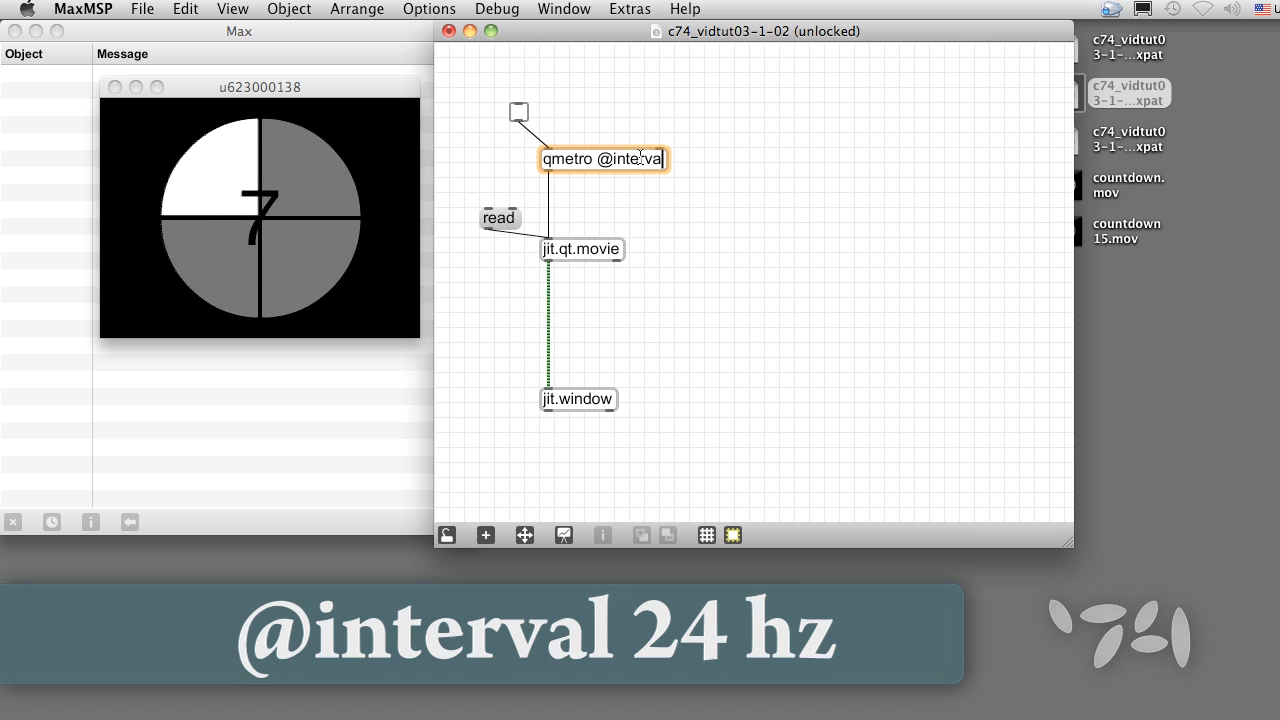 MaxMSP File Edit View Object Arrange Options Debug Window Extras Help
Max
Object Message
u623000138
7
c74_vidtut03-1-02 (unlocked)
qmetro @interval
read
jit.qt.movie
jit.window
c74_vidtut0
3-1-...xpat
c74_vidtut0
3-1-...xpat
c74_vidtut0
3-1-...xpat
countdown.
mov
countdown
15.mov
@interval 24 hz